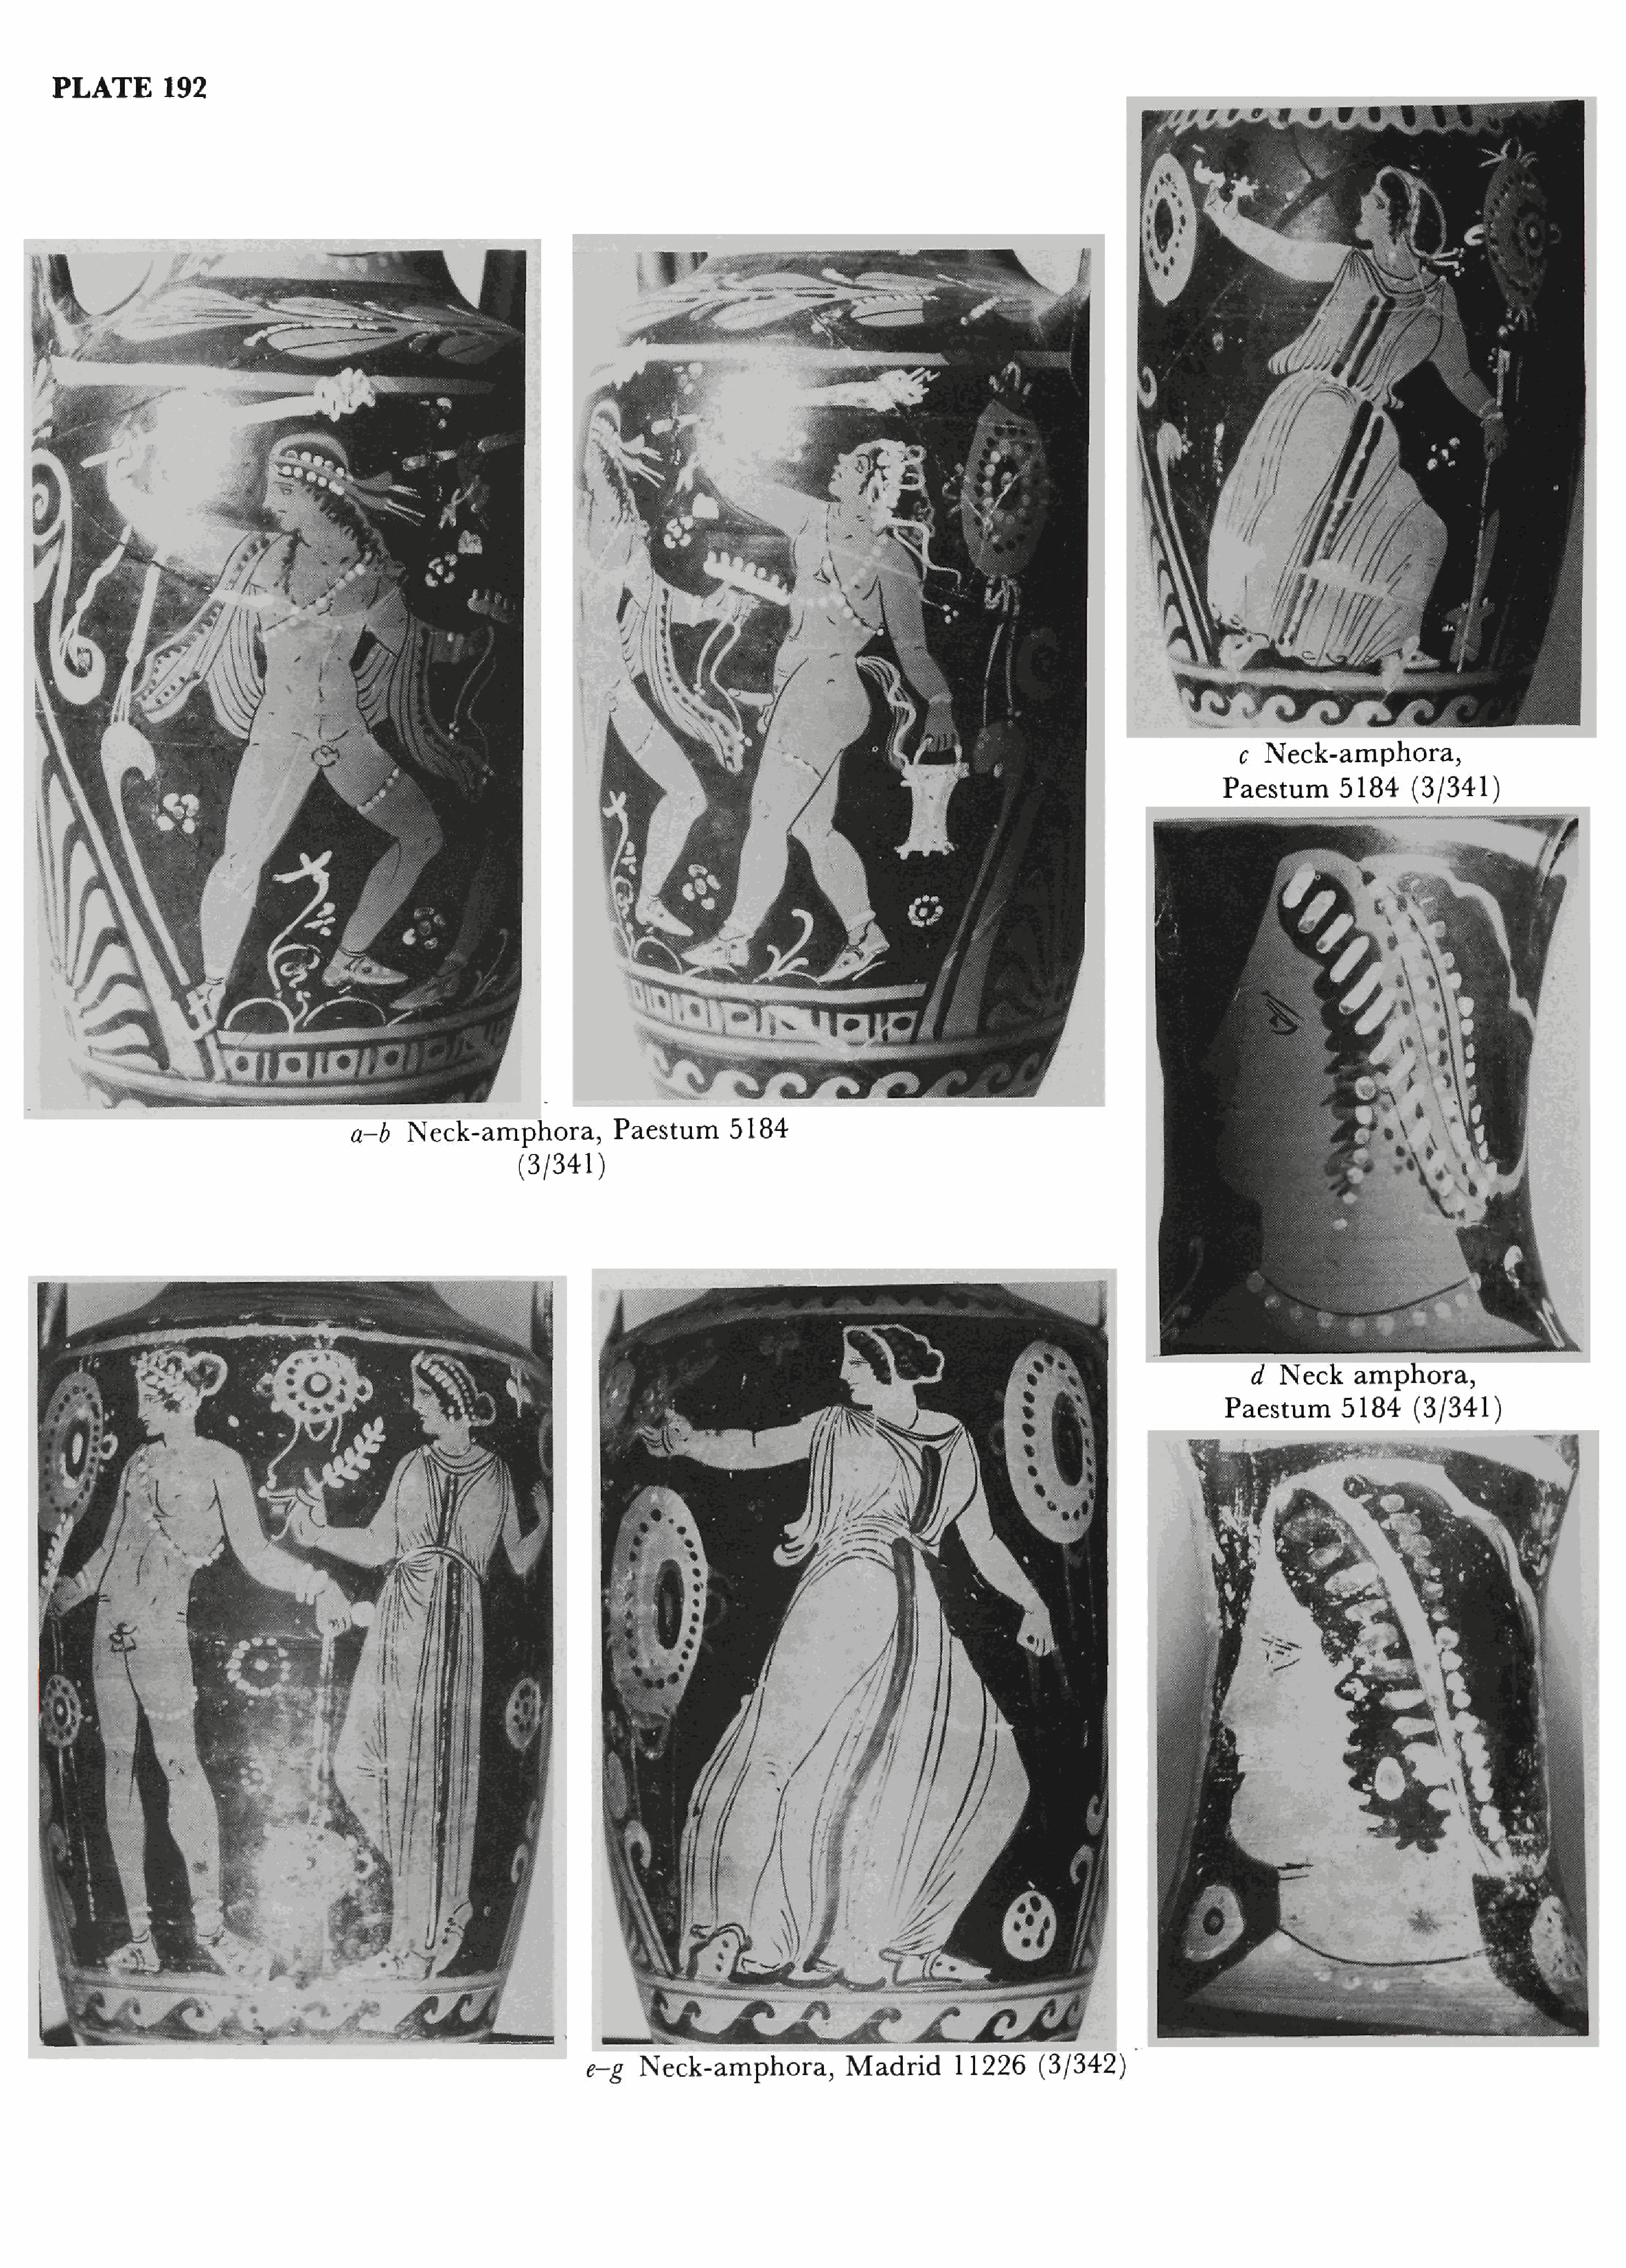 PLATE 192
c Neck-amphora,
Paestum 5184 (3/341)
a–b Neck-amphora, Paestum 5184
(3/341)
d Neck amphora,
Paestum 5184 (3/341)
e–g Neck-amphora, Madrid 11226 (3/342)